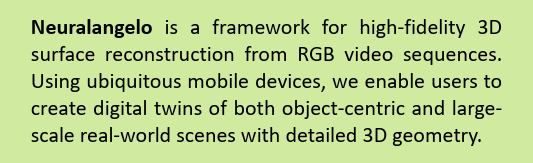 Neuralangelo is a framework for high-fidelity 3D
surface reconstruction from RGB video sequences.
Using ubiquitous mobile devices, we enable users to
create digital twins of both object-centric and large-
scale real-world scenes with detailed 3D geometry.